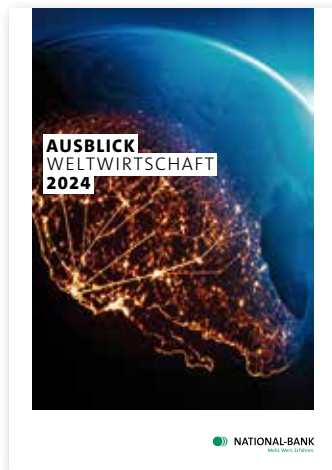 AUSBLICK
WELTWIRTSCHAFT
2024
NATIONAL-BANK
Mehr. Wert. Erfahren.